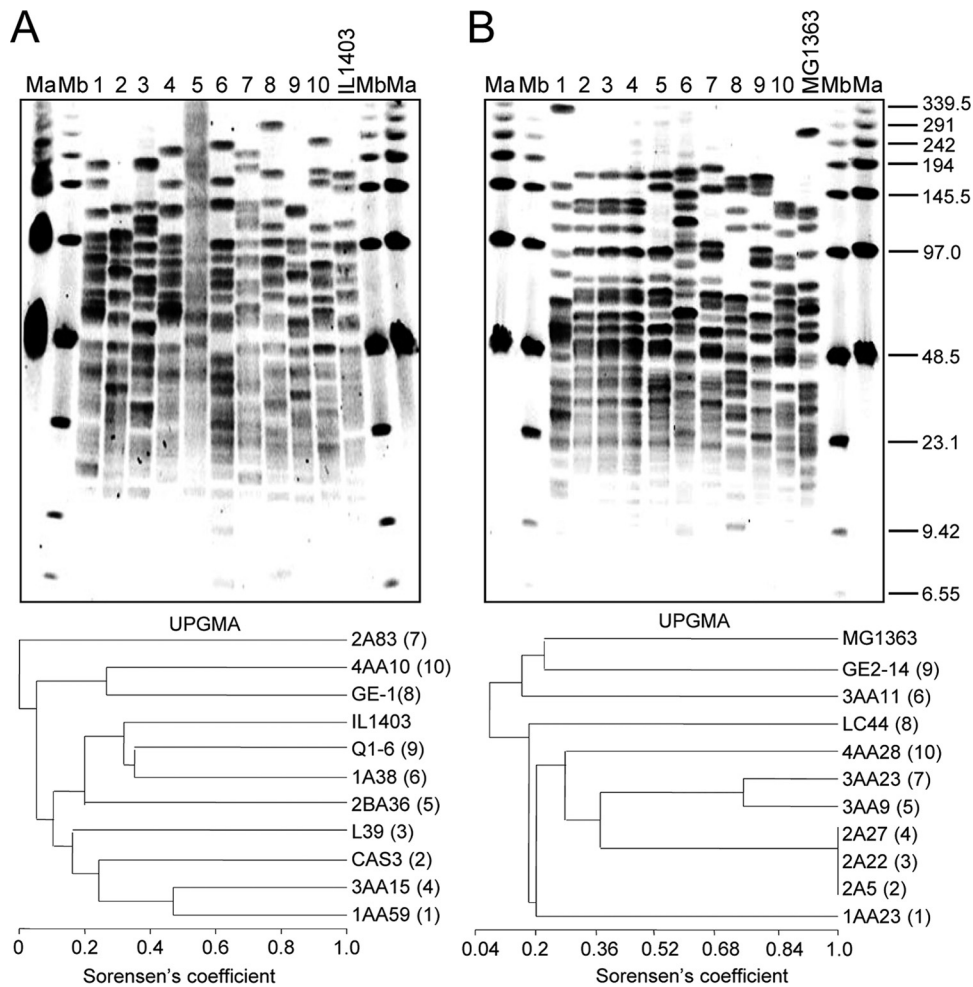 A
Ma Mb 1 2 3 4 5 6 7 8 9 10 IL1403 Mb Ma
UPGMA
2A83 (7)
4AA10 (10)
GE-1(8)
IL1403
Q1-6 (9)
1A38 (6)
2BA36 (5)
L39 (3)
CAS3 (2)
3AA15 (4)
1AA59 (1)
0 0.2 0.4 0.6 0.8 1.0
Sorensen's coefficient
B
Ma Mb 1 2 3 4 5 6 7 8 9 10 MG1363 Mb Ma
339.5
291
242
194
145.5
97.0
48.5
23.1
9.42
6.55
UPGMA
MG1363
GE2-14 (9)
3AA11 (6)
LC44 (8)
4AA28 (10)
3AA23 (7)
3AA9 (5)
2A27 (4)
2A22 (3)
2A5 (2)
1AA23 (1)
0.04 0.2 0.36 0.52 0.68 0.84 1.0
Sorensen's coefficient